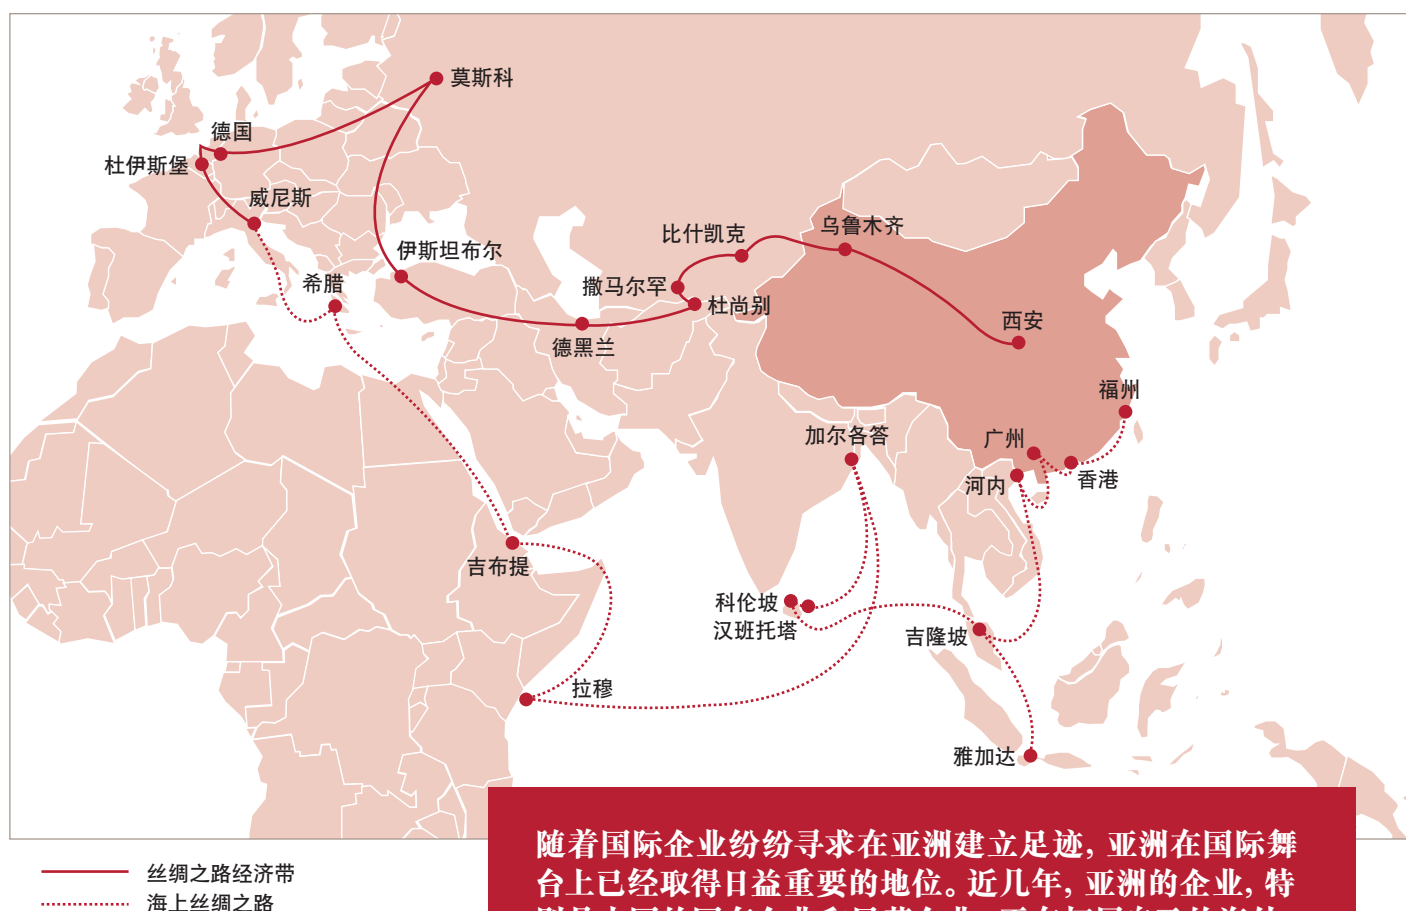 莫斯科
德国
杜伊斯堡
威尼斯
伊斯坦布尔
希腊
比什凯克
乌鲁木齐
撒马尔罕
杜尚别
德黑兰
西安
福州
加尔各答
广州
香港
河内
吉布提
科伦坡
汉班托塔
吉隆坡
拉穆
雅加达
丝绸之路经济带
海上丝绸之路
随着国际企业纷纷寻求在亚洲建立足迹, 亚洲在国际舞
台上已经取得日益重要的地位。近几年, 亚洲的企业, 特